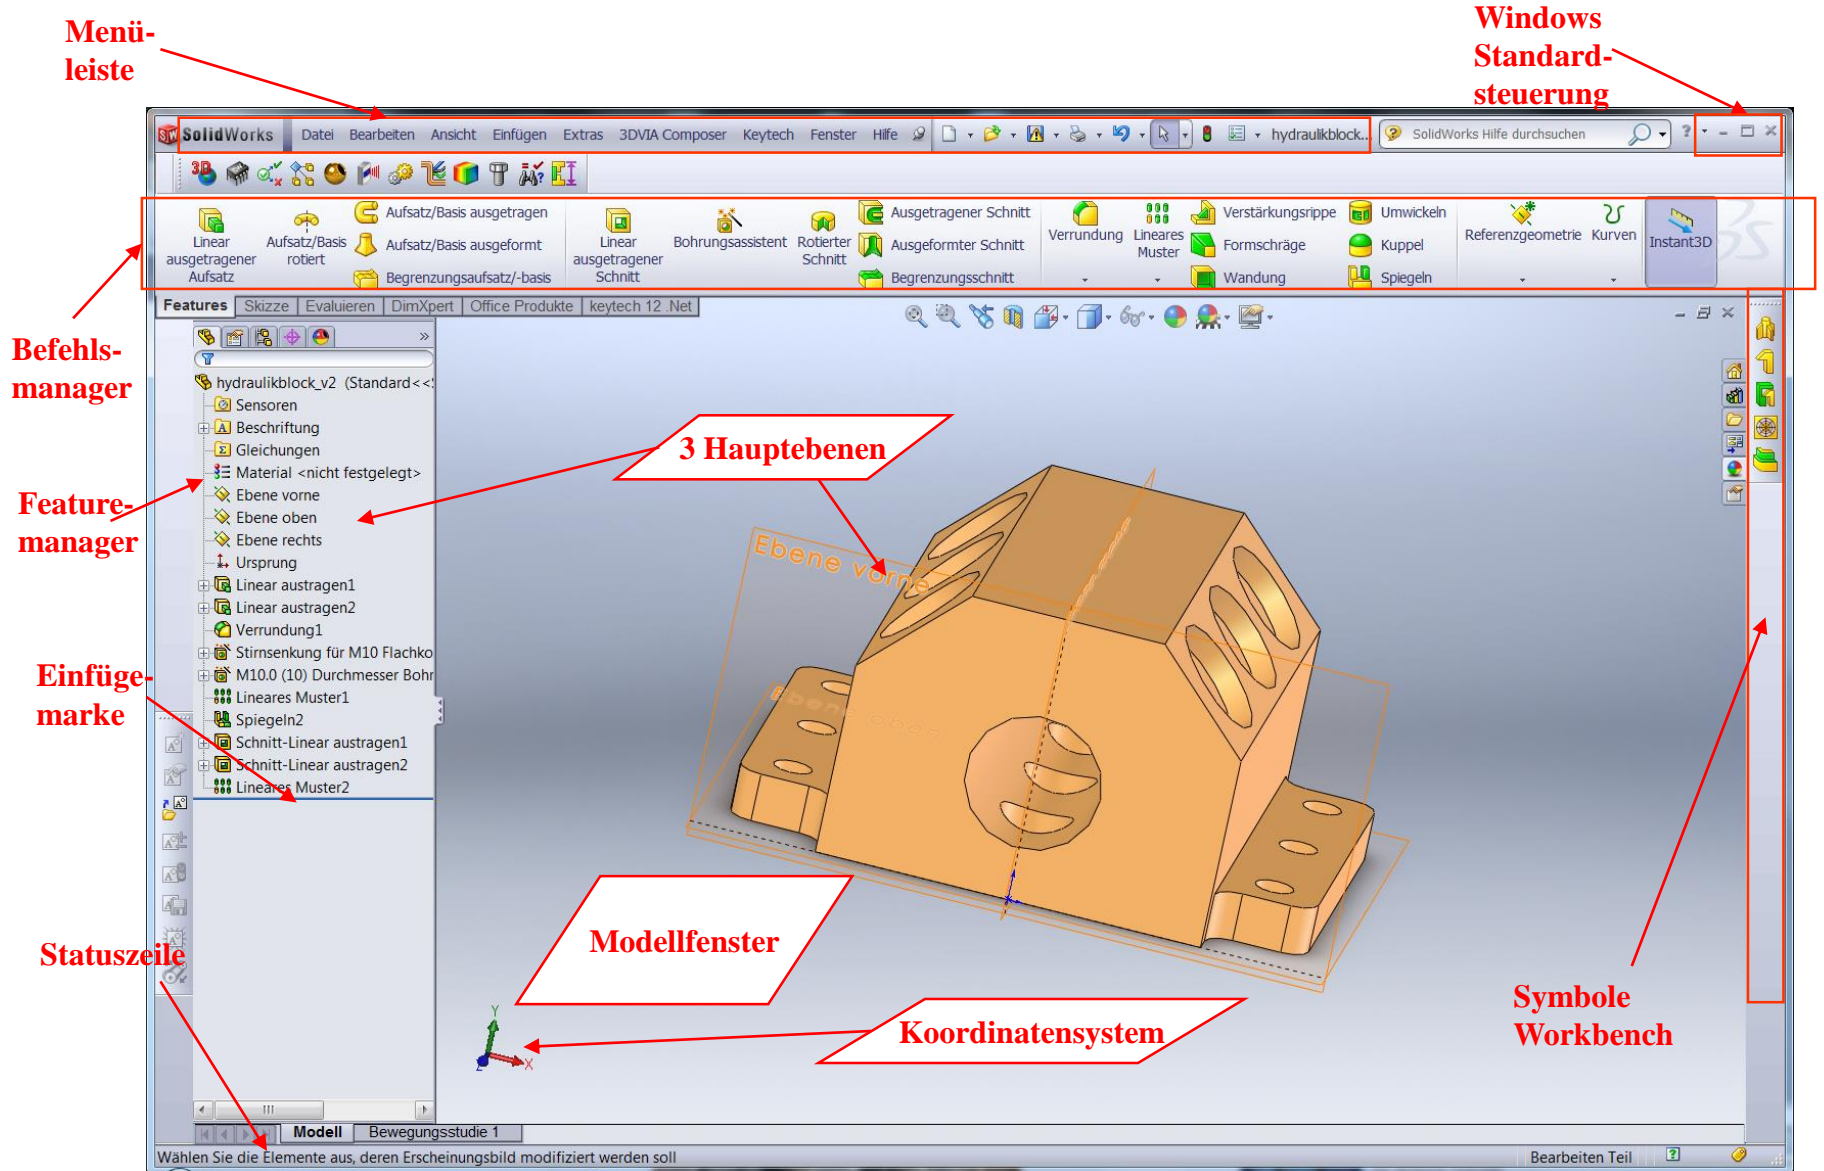 Menü-
leiste
Windows
Standard-
steuerung
SolidWorks Datei Bearbeiten Ansicht Einfügen Extras 3DVIA Composer Keytech Fenster Hilfe hydraulikblock... SolidWorks Hilfe durchsuchen
Linear
ausgetragener
Aufsatz
Aufsatz/Basis
rotiert
Aufsatz/Basis ausgetragen
Aufsatz/Basis ausgeformt
Begrenzungsaufsatz/-basis
Linear
ausgetragener
Schnitt
Bohrungsassistent
Rotierter
Schnitt
Ausgetragener Schnitt
Ausgeformter Schnitt
Begrenzungsschnitt
Verrundung
Lineares
Muster
Verstärkungsrippe
Formschräge
Wandung
Umwickeln
Kuppel
Spiegeln
Referenzgeometrie
Kurven
Instant3D
Features Skizze Evaluieren DimXpert Office Produkte keytech 12 .Net
Befehls-
manager
hydraulikblock_v2 (Standard<<
Sensoren
Beschriftung
Gleichungen
Material <nicht festgelegt>
Ebene vorne
Ebene oben
Ebene rechts
Ursprung
Linear austragen1
Linear austragen2
Verrundung1
Stirnsenkung für M10 Flachko
M10.0 (10) Durchmesser Bohr
Lineares Muster1
Spiegeln2
Schnitt-Linear austragen1
Schnitt-Linear austragen2
Lineares Muster2
Feature-
manager
Einfüge-
marke
Statuszeile
3 Hauptebenen
Ebene vorne
Ebene oben
Modellfenster
Koordinatensystem
Y
X
Z
Symbole
Workbench
Modell Bewegungsstudie 1
Wählen Sie die Elemente aus, deren Erscheinungsbild modifiziert werden soll
Bearbeiten Teil